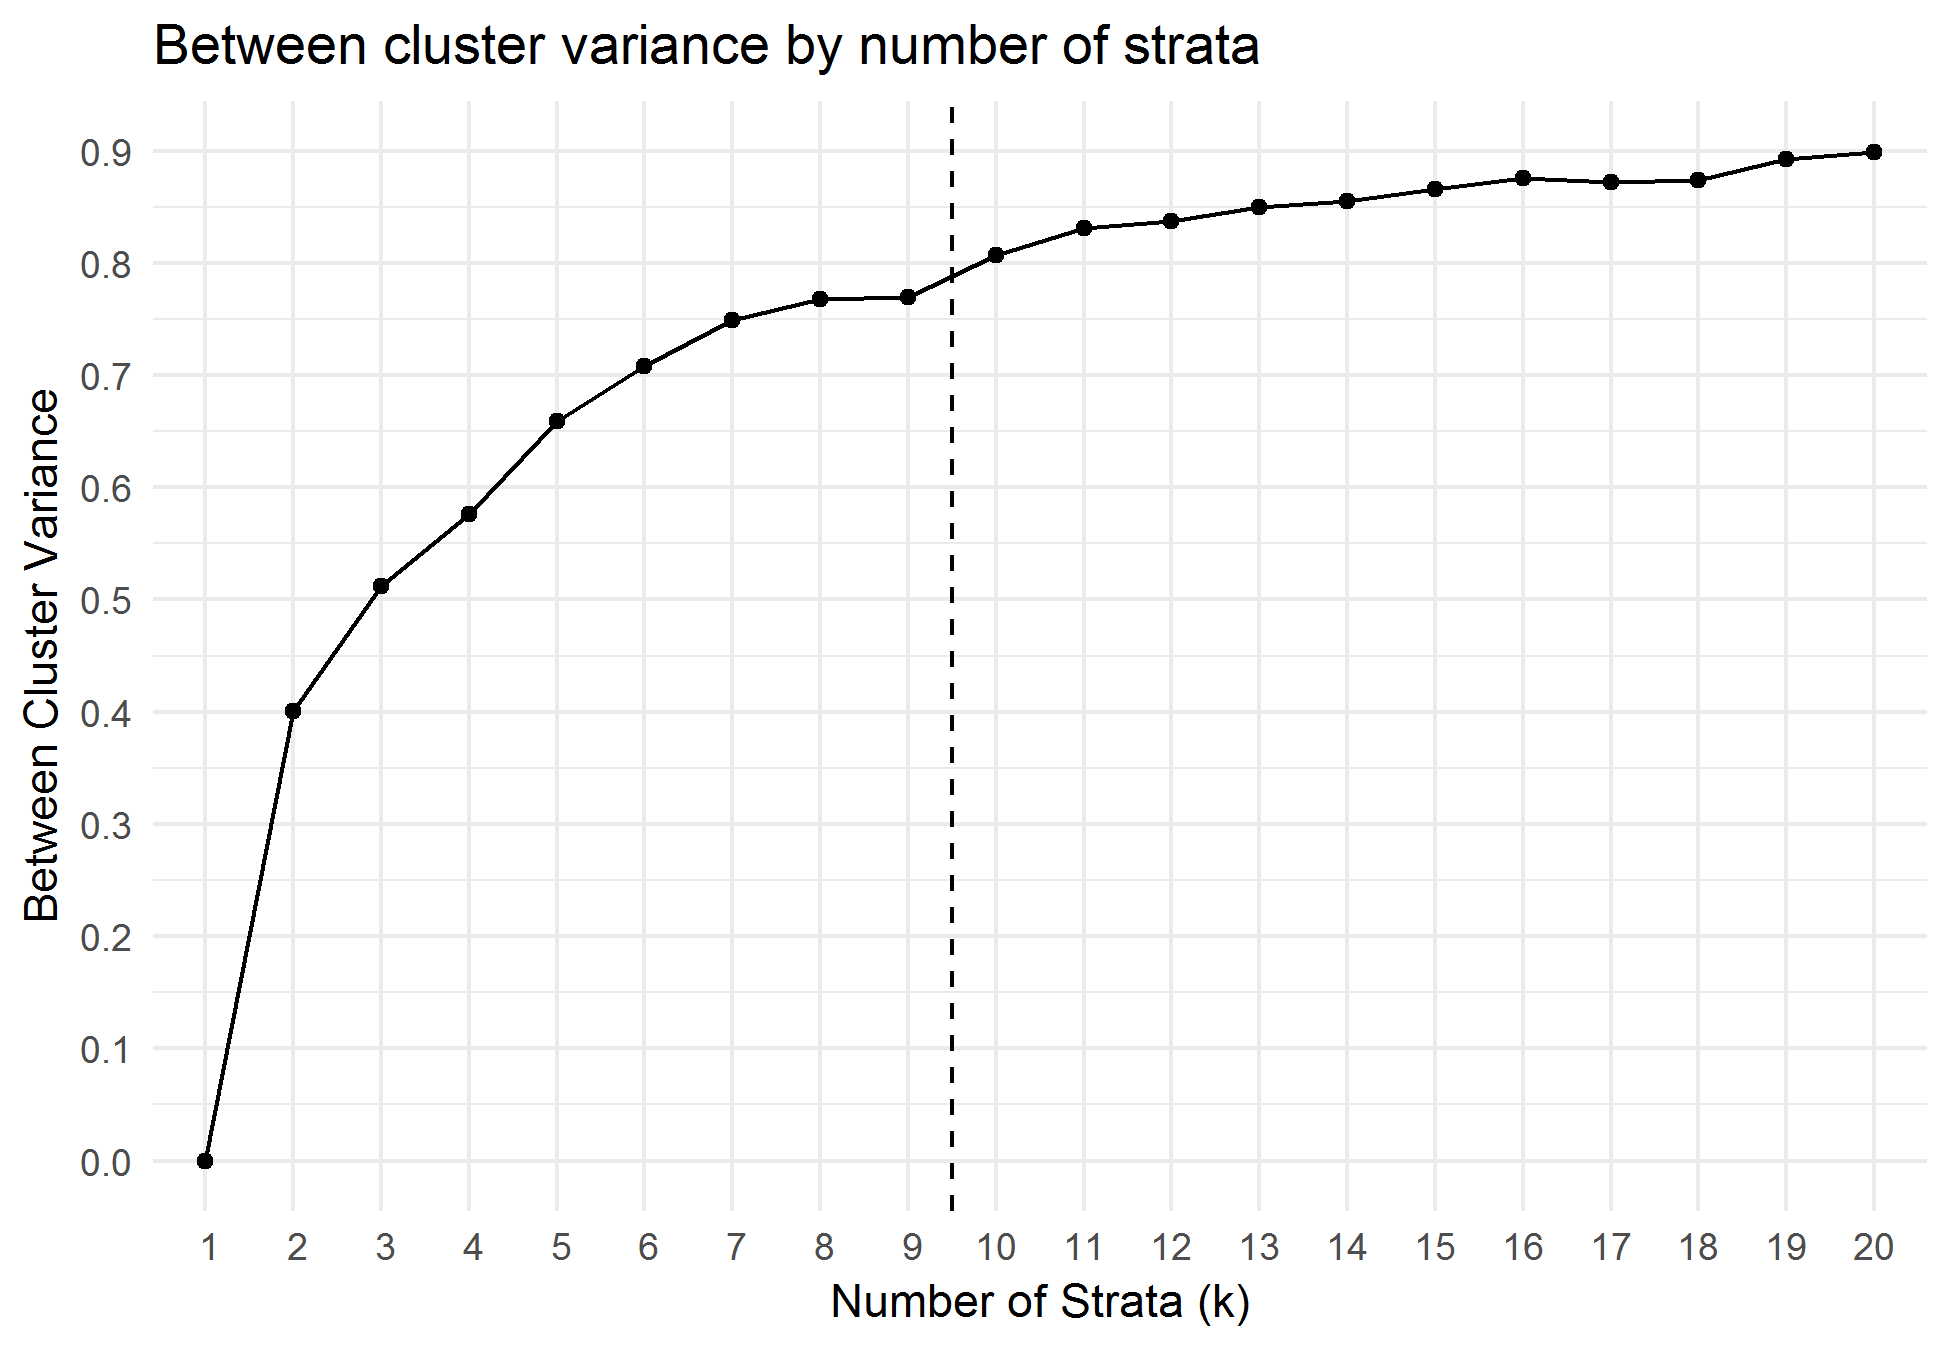 Between cluster variance by number of strata
Between Cluster Variance
0.9
0.8
0.7
0.6
0.5
0.4
0.3
0.2
0.1
0.0
1 2 3 4 5 6 7 8 9 10 11 12 13 14 15 16 17 18 19 20
Number of Strata (k)